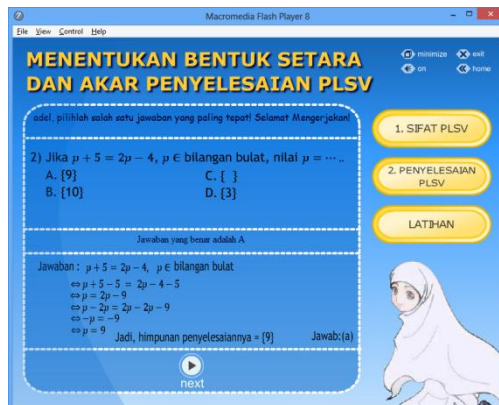 Macromedia Flash Player 8
File View Control Help
MENENTUKAN BENTUK SETARA
DAN AKAR PENYELESAIAN PLSV
minimize exit
on home
adel, pilihlah salah satu jawaban yang paling tepat! Selamat Mengerjakan!
2) Jika p + 5 = 2p − 4, p ∈ bilangan bulat, nilai p = ⋯ ..
A. {9} C. { }
B. {10} D. {3}
Jawaban yang benar adalah A
Jawaban : p + 5 = 2p − 4, p ∈ bilangan bulat
⇔ p + 5 − 5 = 2p − 4 − 5
⇔ p = 2p − 9
⇔ p − 2p = 2p − 2p − 9
⇔ −p = −9
⇔ p = 9
Jadi, himpunan penyelesaiannya = {9} Jawab:(a)
next
1. SIFAT PLSV
2. PENYELESAIAN
PLSV
LATIHAN